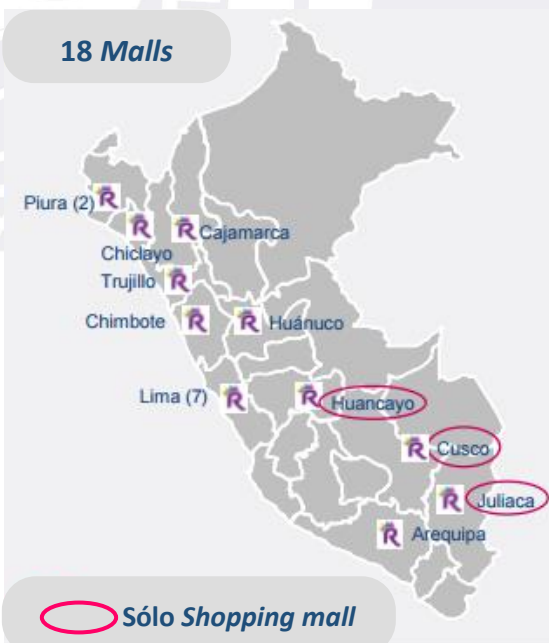 18 Malls
Piura (2)
Cajamarca
Chiclayo
Trujillo
Chimbote
Huánuco
Lima (7)
Huancayo
Cusco
Juliaca
Arequipa
Sólo Shopping mall